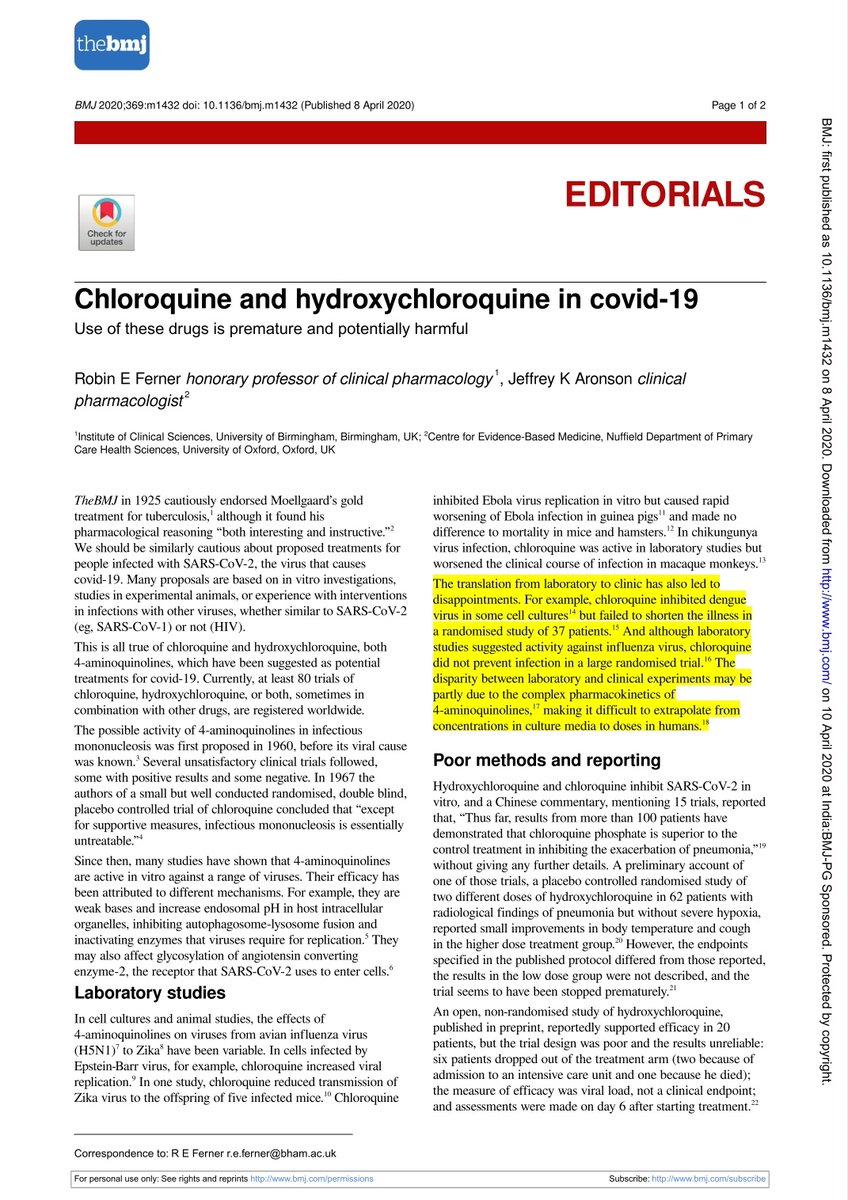 thebmj
BMJ 2020;369:m1432 doi: 10.1136/bmj.m1432 (Published 8 April 2020)
Page 1 of 2
EDITORIALS
Check for
updates
Chloroquine and hydroxychloroquine in covid-19
Use of these drugs is premature and potentially harmful
Robin E Ferner honorary professor of clinical pharmacology¹, Jeffrey K Aronson clinical
pharmacologist²
¹Institute of Clinical Sciences, University of Birmingham, Birmingham, UK; ²Centre for Evidence-Based Medicine, Nuffield Department of Primary
Care Health Sciences, University of Oxford, Oxford, UK
TheBMJ in 1925 cautiously endorsed Moellgaard’s gold
treatment for tuberculosis,¹ although it found his
pharmacological reasoning “both interesting and instructive.”²
We should be similarly cautious about proposed treatments for
people infected with SARS-CoV-2, the virus that causes
covid-19. Many proposals are based on in vitro investigations,
studies in experimental animals, or experience with interventions
in infections with other viruses, whether similar to SARS-CoV-2
(eg, SARS-CoV-1) or not (HIV).
This is all true of chloroquine and hydroxychloroquine, both
4-aminoquinolines, which have been suggested as potential
treatments for covid-19. Currently, at least 80 trials of
chloroquine, hydroxychloroquine, or both, sometimes in
combination with other drugs, are registered worldwide.
The possible activity of 4-aminoquinolines in infectious
mononucleosis was first proposed in 1960, before its viral cause
was known.³ Several unsatisfactory clinical trials followed,
some with positive results and some negative. In 1967 the
authors of a small but well conducted randomised, double blind,
placebo controlled trial of chloroquine concluded that “except
for supportive measures, infectious mononucleosis is essentially
untreatable.”⁴
Since then, many studies have shown that 4-aminoquinolines
are active in vitro against a range of viruses. Their efficacy has
been attributed to different mechanisms. For example, they are
weak bases and increase endosomal pH in host intracellular
organelles, inhibiting autophagosome-lysosome fusion and
inactivating enzymes that viruses require for replication.⁵ They
may also affect glycosylation of angiotensin converting
enzyme-2, the receptor that SARS-CoV-2 uses to enter cells.⁶
Laboratory studies
In cell cultures and animal studies, the effects of
4-aminoquinolines on viruses from avian influenza virus
(H5N1)⁷ to Zika⁸ have been variable. In cells infected by
Epstein-Barr virus, for example, chloroquine increased viral
replication.⁹ In one study, chloroquine reduced transmission of
Zika virus to the offspring of five infected mice.¹⁰ Chloroquine
inhibited Ebola virus replication in vitro but caused rapid
worsening of Ebola infection in guinea pigs¹¹ and made no
difference to mortality in mice and hamsters.¹² In chikungunya
virus infection, chloroquine was active in laboratory studies but
worsened the clinical course of infection in macaque monkeys.¹³
The translation from laboratory to clinic has also led to
disappointments. For example, chloroquine inhibited dengue
virus in some cell cultures¹⁴ but failed to shorten the illness in
a randomised study of 37 patients.¹⁵ And although laboratory
studies suggested activity against influenza virus, chloroquine
did not prevent infection in a large randomised trial.¹⁶ The
disparity between laboratory and clinical experiments may be
partly due to the complex pharmacokinetics of
4-aminoquinolines,¹⁷ making it difficult to extrapolate from
concentrations in culture media to doses in humans.¹⁸
Poor methods and reporting
Hydroxychloroquine and chloroquine inhibit SARS-CoV-2 in
vitro, and a Chinese commentary, mentioning 15 trials, reported
that, “Thus far, results from more than 100 patients have
demonstrated that chloroquine phosphate is superior to the
control treatment in inhibiting the exacerbation of pneumonia,”¹⁹
without giving any further details. A preliminary account of
one of those trials, a placebo controlled randomised study of
two different doses of hydroxychloroquine in 62 patients with
radiological findings of pneumonia but without severe hypoxia,
reported small improvements in body temperature and cough
in the higher dose treatment group.²⁰ However, the endpoints
specified in the published protocol differed from those reported,
the results in the low dose group were not described, and the
trial seems to have been stopped prematurely.²¹
An open, non-randomised study of hydroxychloroquine,
published in preprint, reportedly supported efficacy in 20
patients, but the trial design was poor and the results unreliable:
six patients dropped out of the treatment arm (two because of
admission to an intensive care unit and one because he died);
the measure of efficacy was viral load, not a clinical endpoint;
and assessments were made on day 6 after starting treatment.²²
Correspondence to: R E Ferner r.e.ferner@bham.ac.uk
For personal use only: See rights and reprints http://www.bmj.com/permissions
Subscribe: http://www.bmj.com/subscribe
BMJ: first published as 10.1136/bmj.m1432 on 8 April 2020. Downloaded from http://www.bmj.com/ on 10 April 2020 at India:BMJ-PG Sponsored. Protected by copyright.